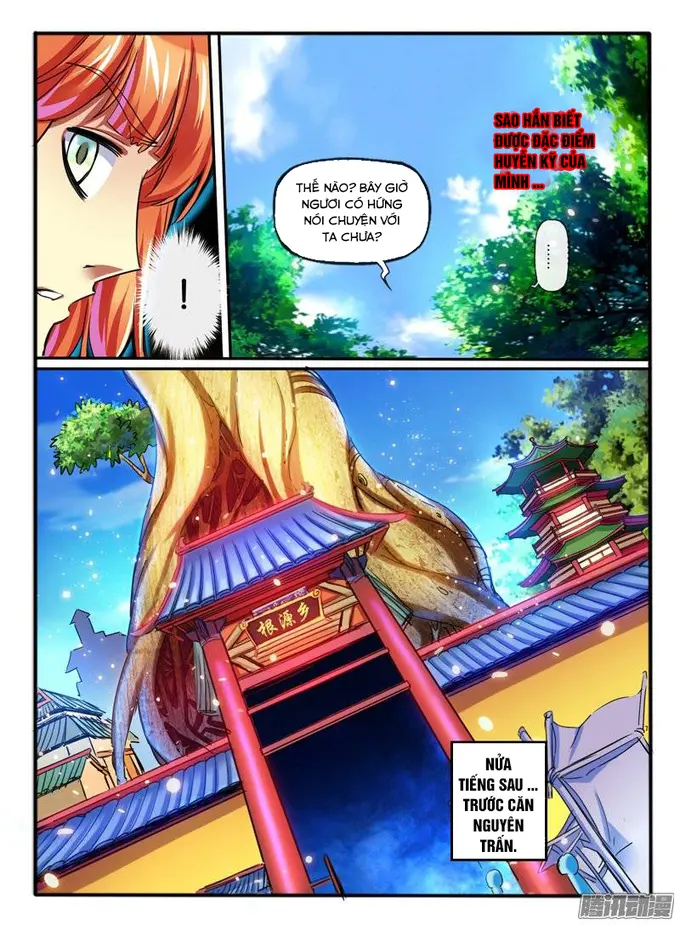 SAO HẮN BIẾT
ĐƯỢC ĐẶC ĐIỂM
HUYỀN KỸ CỦA
MÌNH ...
THẾ NÀO? BÂY GIỜ
NGƯƠI CÓ HỨNG
NÓI CHUYỆN VỚI
TA CHƯA?
......
!
根源乡
NỬA
TIẾNG SAU ...
TRƯỚC CĂN
NGUYÊN
TRẤN.
腾讯动漫